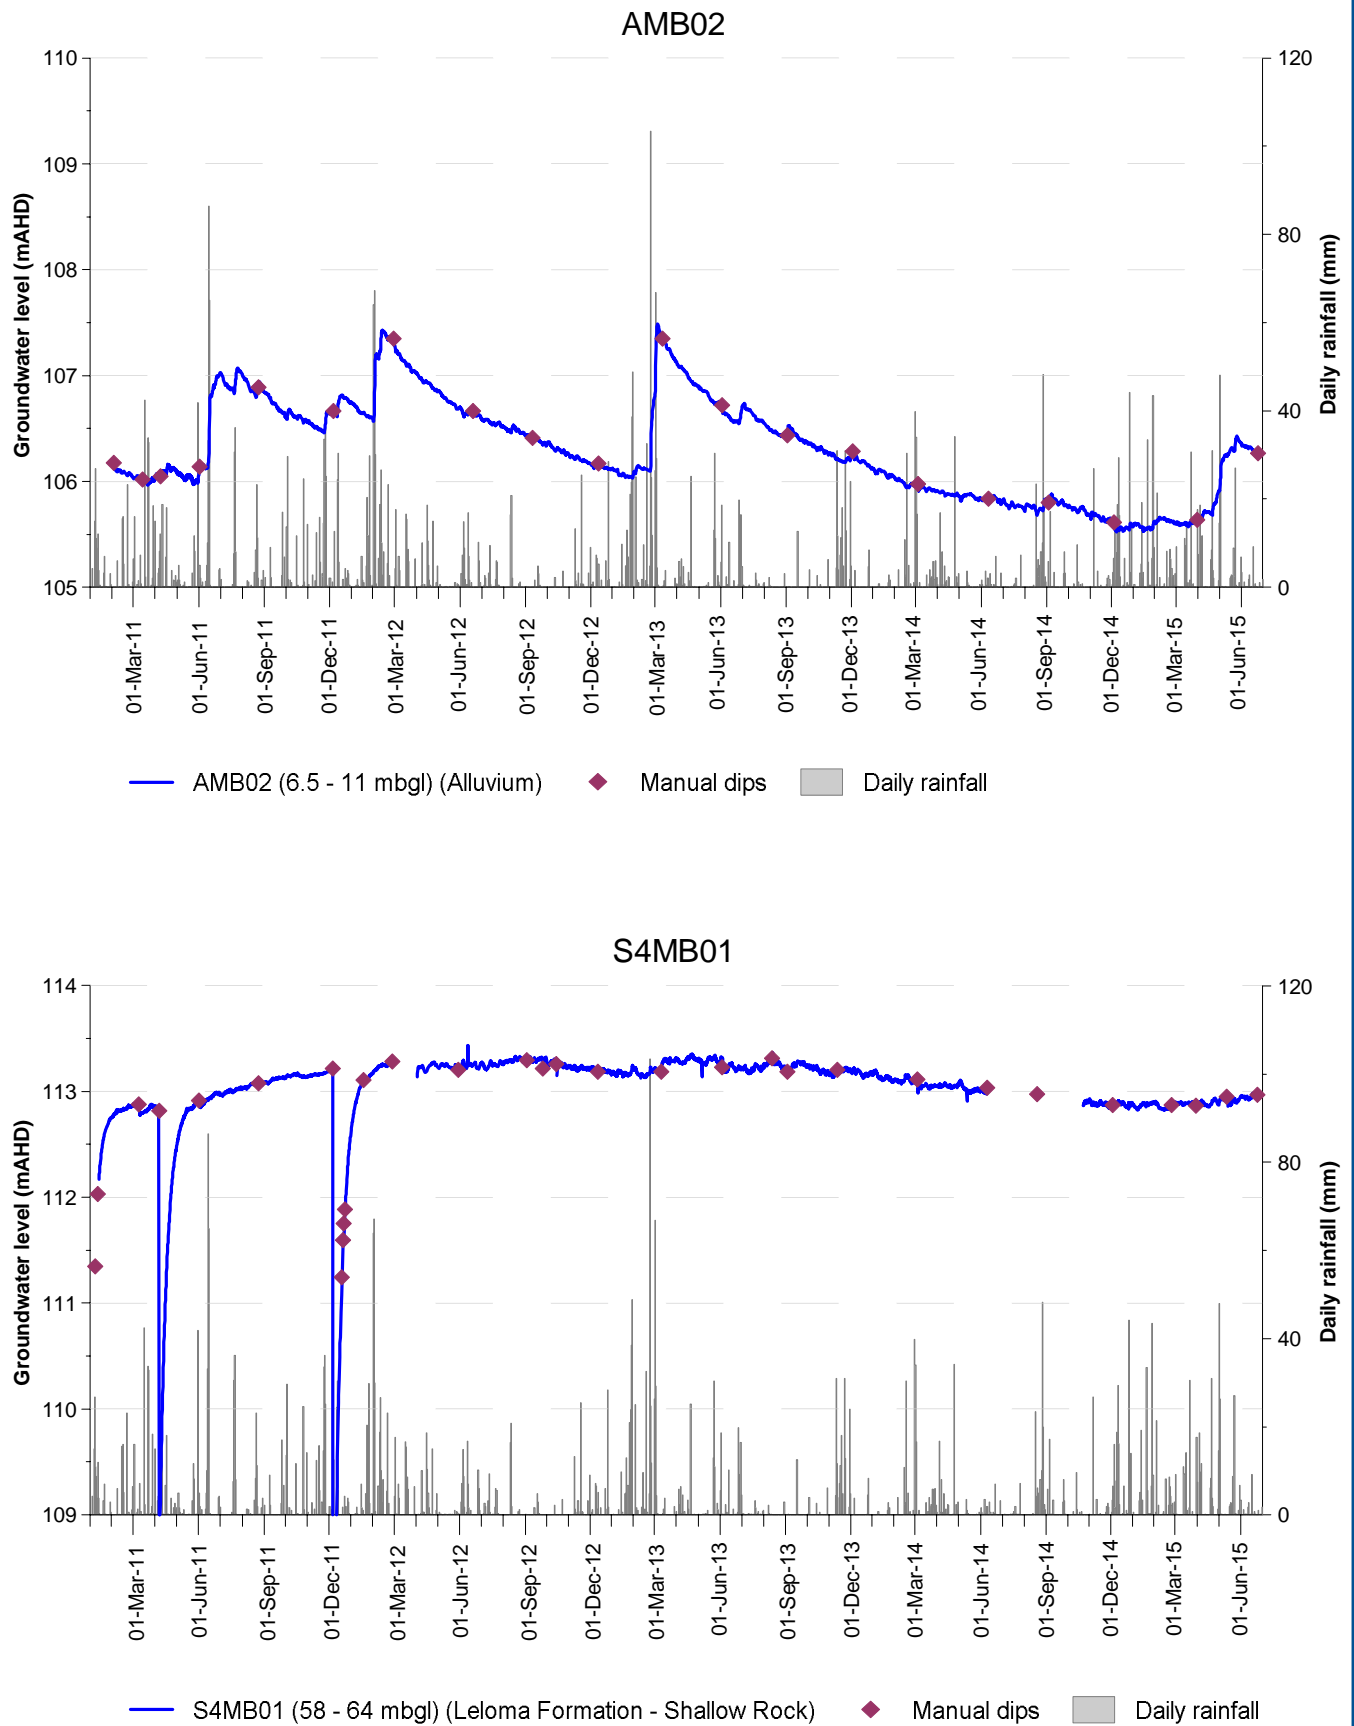 AMB02
110
109
108
107
106
105
Groundwater level (mAHD)
120
80
40
0
Daily rainfall (mm)
01-Mar-11
01-Jun-11
01-Sep-11
01-Dec-11
01-Mar-12
01-Jun-12
01-Sep-12
01-Dec-12
01-Mar-13
01-Jun-13
01-Sep-13
01-Dec-13
01-Mar-14
01-Jun-14
01-Sep-14
01-Dec-14
01-Mar-15
01-Jun-15
AMB02 (6.5 - 11 mbgl) (Alluvium) Manual dips Daily rainfall
S4MB01
114
113
112
111
110
109
Groundwater level (mAHD)
120
80
40
0
Daily rainfall (mm)
01-Mar-11
01-Jun-11
01-Sep-11
01-Dec-11
01-Mar-12
01-Jun-12
01-Sep-12
01-Dec-12
01-Mar-13
01-Jun-13
01-Sep-13
01-Dec-13
01-Mar-14
01-Jun-14
01-Sep-14
01-Dec-14
01-Mar-15
01-Jun-15
S4MB01 (58 - 64 mbgl) (Leloma Formation - Shallow Rock) Manual dips Daily rainfall